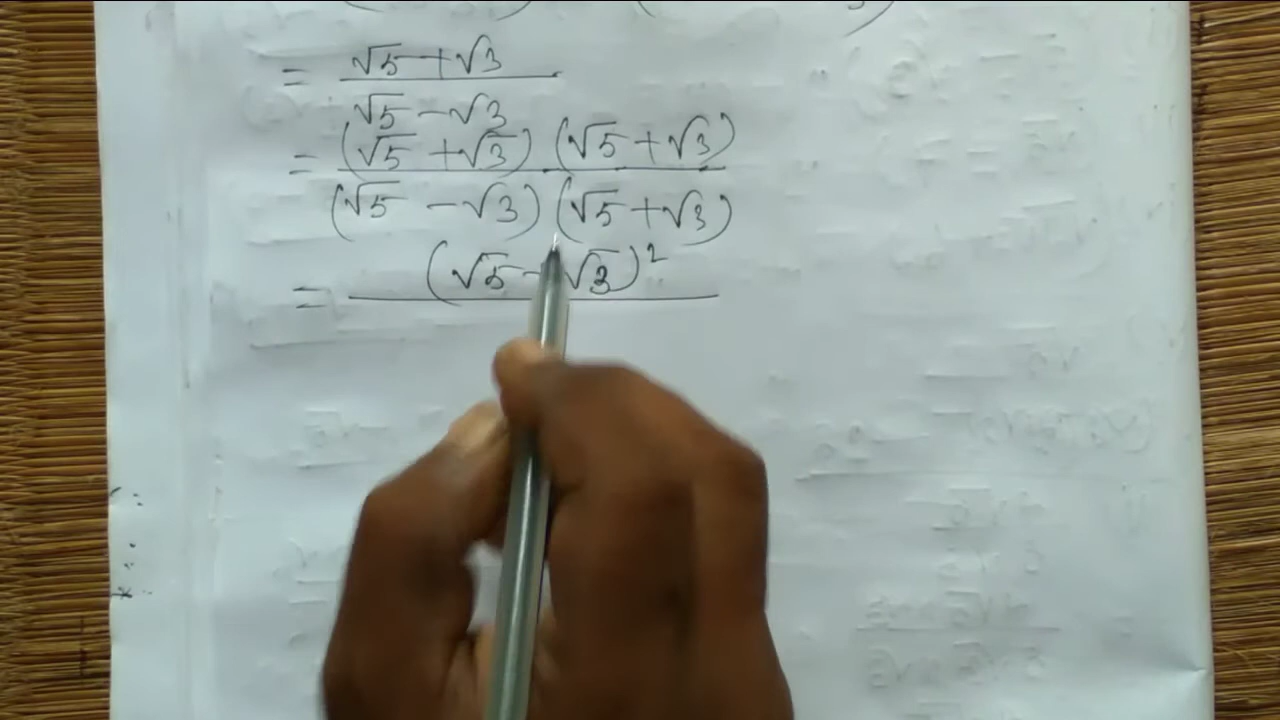 = √5 + √3
√5 - √3
= (√5 + √3) (√5 + √3)
(√5 - √3) (√5 + √3)
= (√5 √3)²